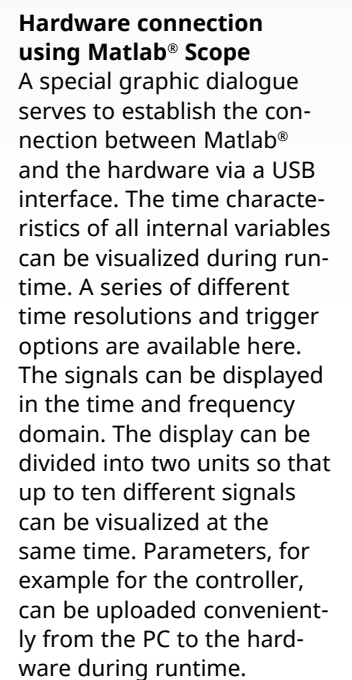 Hardware connection
using Matlab® Scope
A special graphic dialogue
serves to establish the con-
nection between Matlab®
and the hardware via a USB
interface. The time characte-
ristics of all internal variables
can be visualized during run-
time. A series of different
time resolutions and trigger
options are available here.
The signals can be displayed
in the time and frequency
domain. The display can be
divided into two units so that
up to ten different signals
can be visualized at the
same time. Parameters, for
example for the controller,
can be uploaded convenient-
ly from the PC to the hard-
ware during runtime.